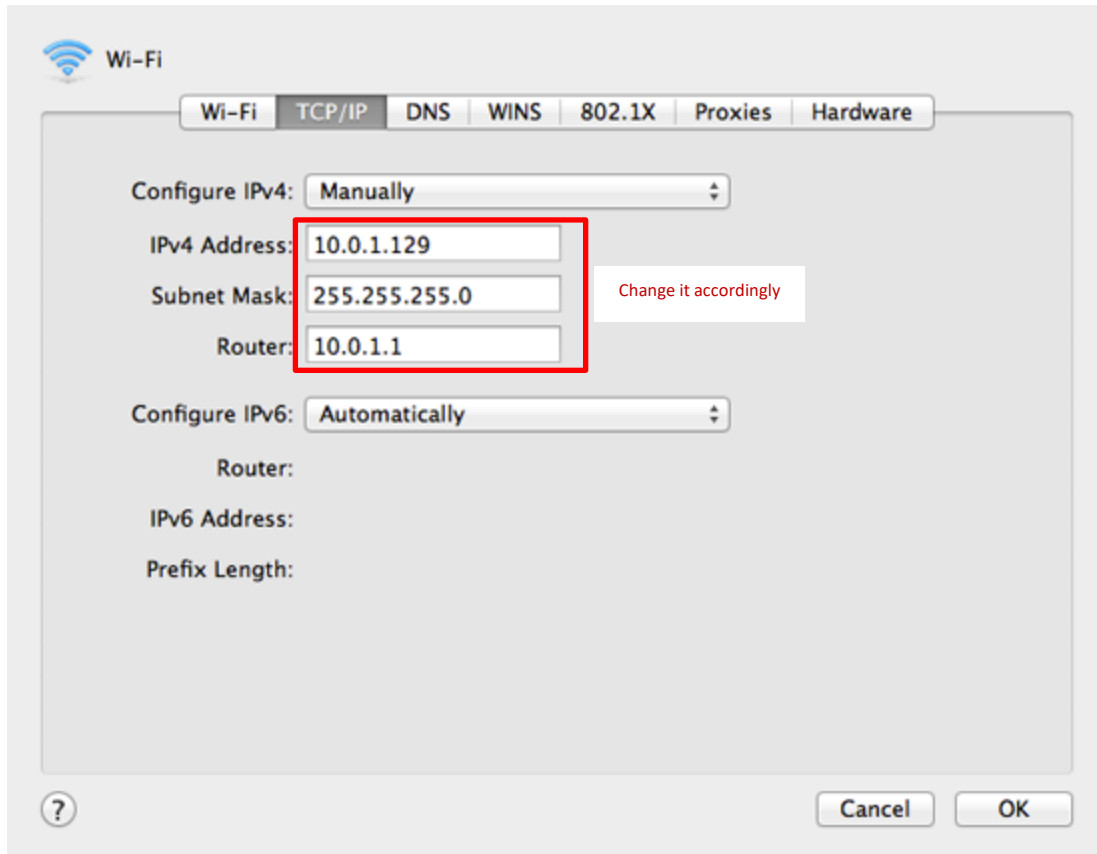 Wi-Fi
Wi-Fi TCP/IP DNS WINS 802.1X Proxies Hardware
Configure IPv4: Manually
IPv4 Address: 10.0.1.129
Subnet Mask: 255.255.255.0
Change it accordingly
Router: 10.0.1.1
Configure IPv6: Automatically
Router:
IPv6 Address:
Prefix Length:
? Cancel OK